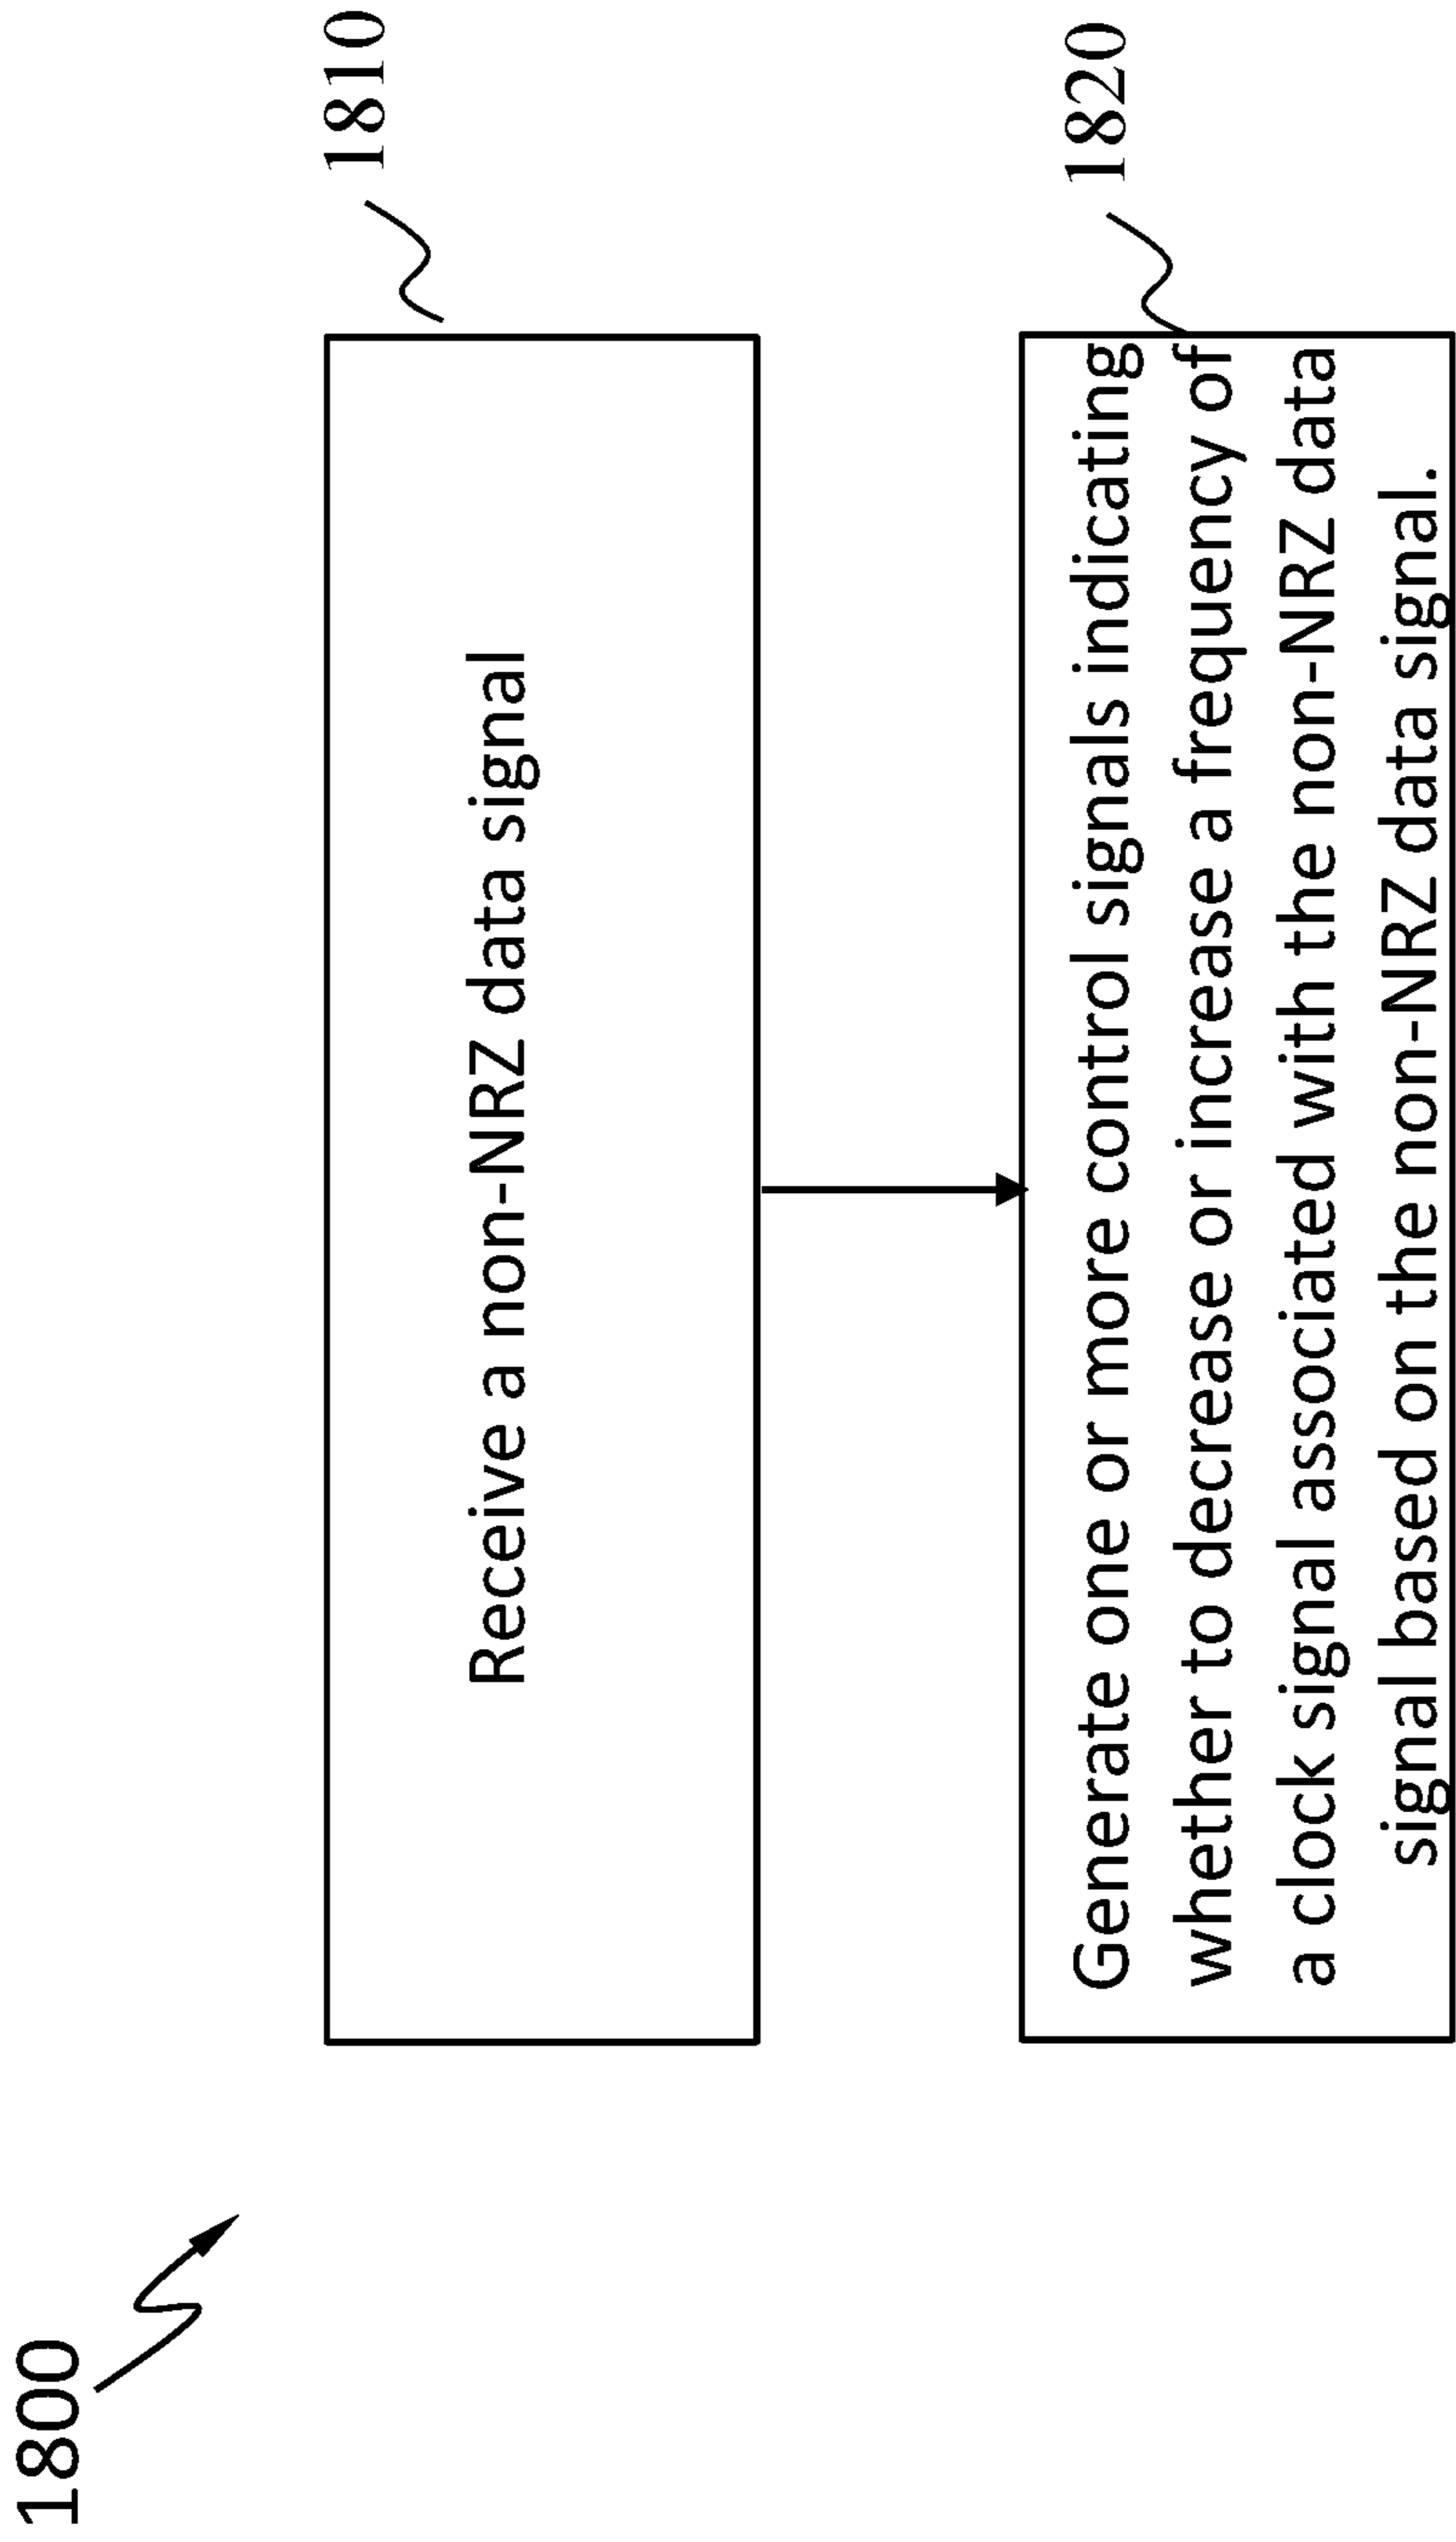 1800
1810
Receive a non-NRZ data signal
1820
Generate one or more control signals indicating
whether to decrease or increase a frequency of
a clock signal associated with the non-NRZ data
signal based on the non-NRZ data signal.